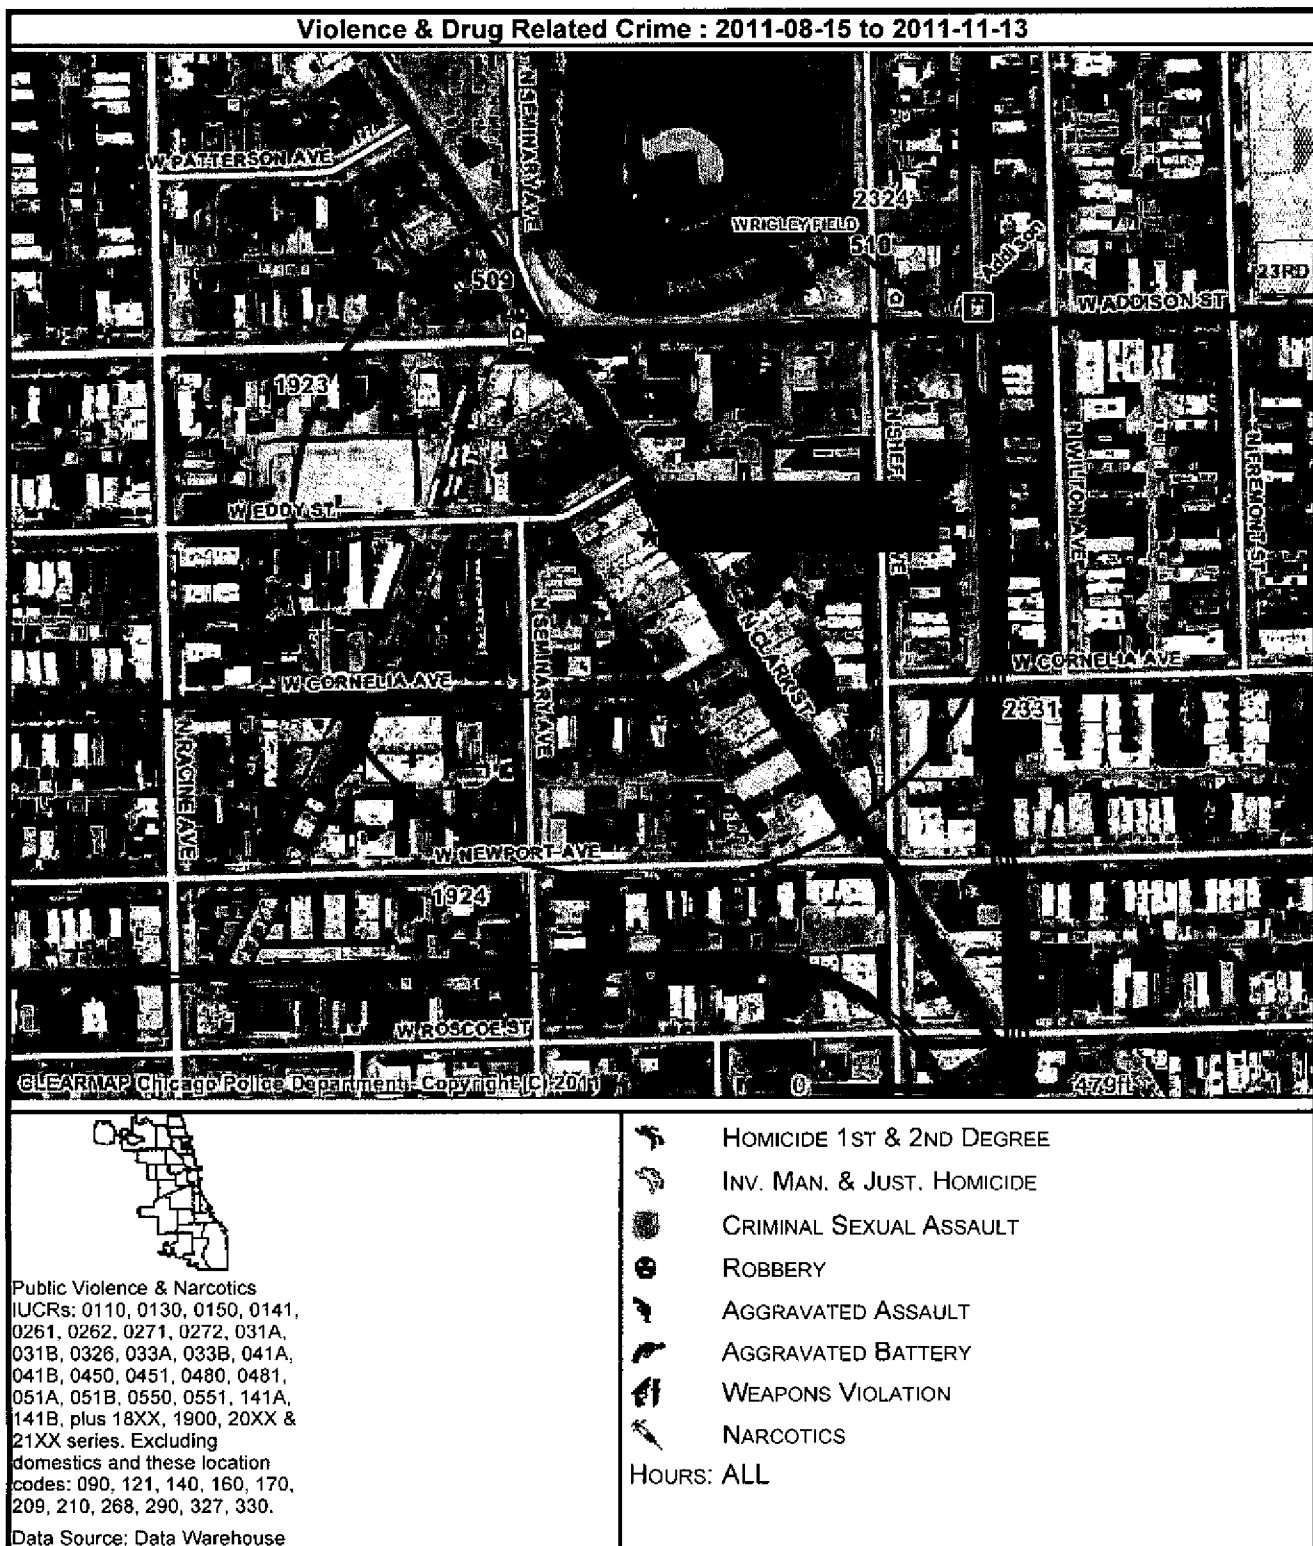 Violence & Drug Related Crime : 2011-08-15 to 2011-11-13
N SEMINARY AVE
W PATTERSON AVE
2324
WRIGLEY FIELD
510
Addison
509
23RD
W ADDISON ST
1923
N WILTON AVE
N FREMONT ST
W EDDY ST
N SEMINARY AVE
N CLARK ST
W CORNELIA AVE
W CORNELIA AVE
2331
N RACINE AVE
W NEWPORT AVE
1924
W ROSCOE ST
CLEARMAP Chicago Police Department, Copyright (C) 2011
0 479ft
HOMICIDE 1ST & 2ND DEGREE
INV. MAN. & JUST. HOMICIDE
CRIMINAL SEXUAL ASSAULT
ROBBERY
AGGRAVATED ASSAULT
AGGRAVATED BATTERY
WEAPONS VIOLATION
NARCOTICS
HOURS: ALL
Public Violence & Narcotics
IUCRs: 0110, 0130, 0150, 0141,
0261, 0262, 0271, 0272, 031A,
031B, 0326, 033A, 033B, 041A,
041B, 0450, 0451, 0480, 0481,
051A, 051B, 0550, 0551, 141A,
141B, plus 18XX, 1900, 20XX &
21XX series. Excluding
domestics and these location
codes: 090, 121, 140, 160, 170,
209, 210, 268, 290, 327, 330.
Data Source: Data Warehouse